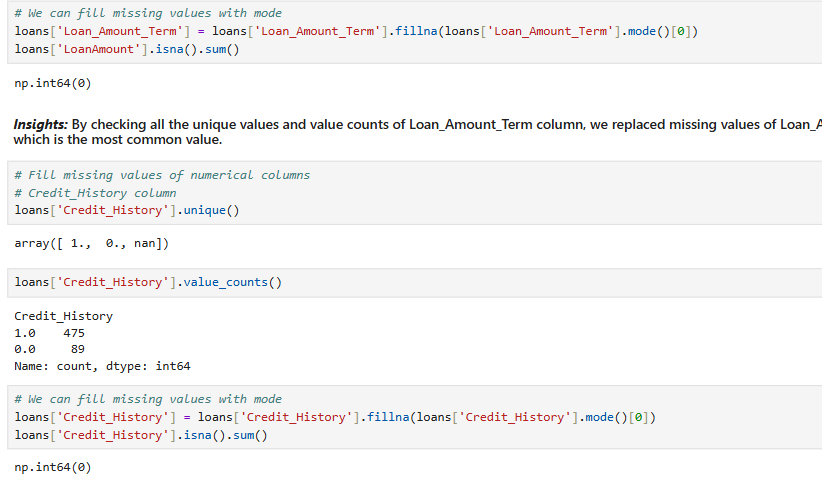 # We can fill missing values with mode
loans['Loan_Amount_Term'] = loans['Loan_Amount_Term'].fillna(loans['Loan_Amount_Term'].mode()[0])
loans['LoanAmount'].isna().sum()
np.int64(0)
Insights: By checking all the unique values and value counts of Loan_Amount_Term column, we replaced missing values of Loan_A
which is the most common value.
# Fill missing values of numerical columns
# Credit_History column
loans['Credit_History'].unique()
array([ 1.,  0., nan])
loans['Credit_History'].value_counts()
Credit_History
1.0    475
0.0     89
Name: count, dtype: int64
# We can fill missing values with mode
loans['Credit_History'] = loans['Credit_History'].fillna(loans['Credit_History'].mode()[0])
loans['Credit_History'].isna().sum()
np.int64(0)